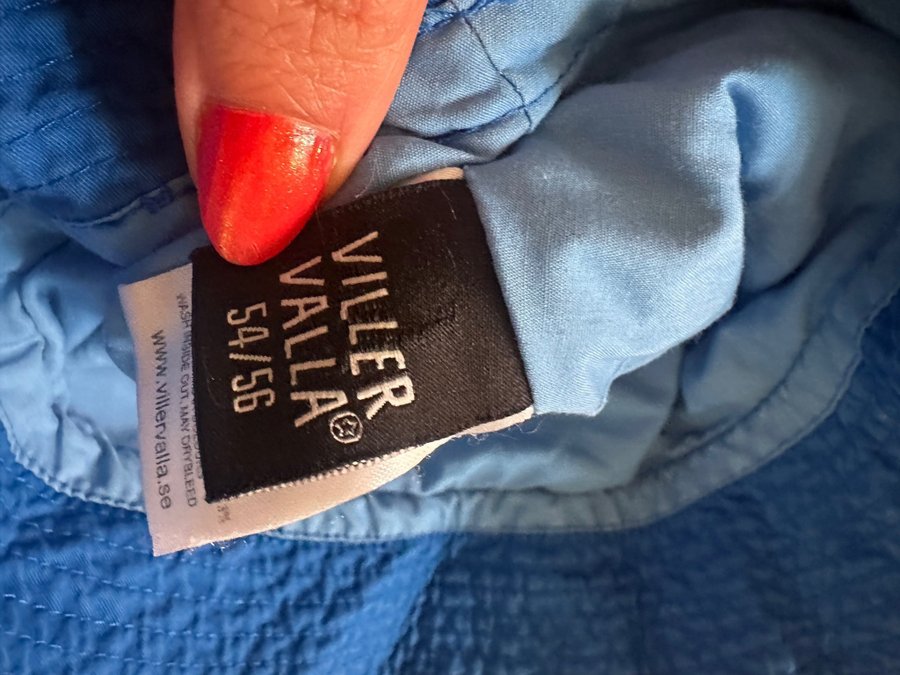 VILLER
VALLA
54/56
WASH INSIDE OUT. MAY DRYBLEED
www.villervalla.se